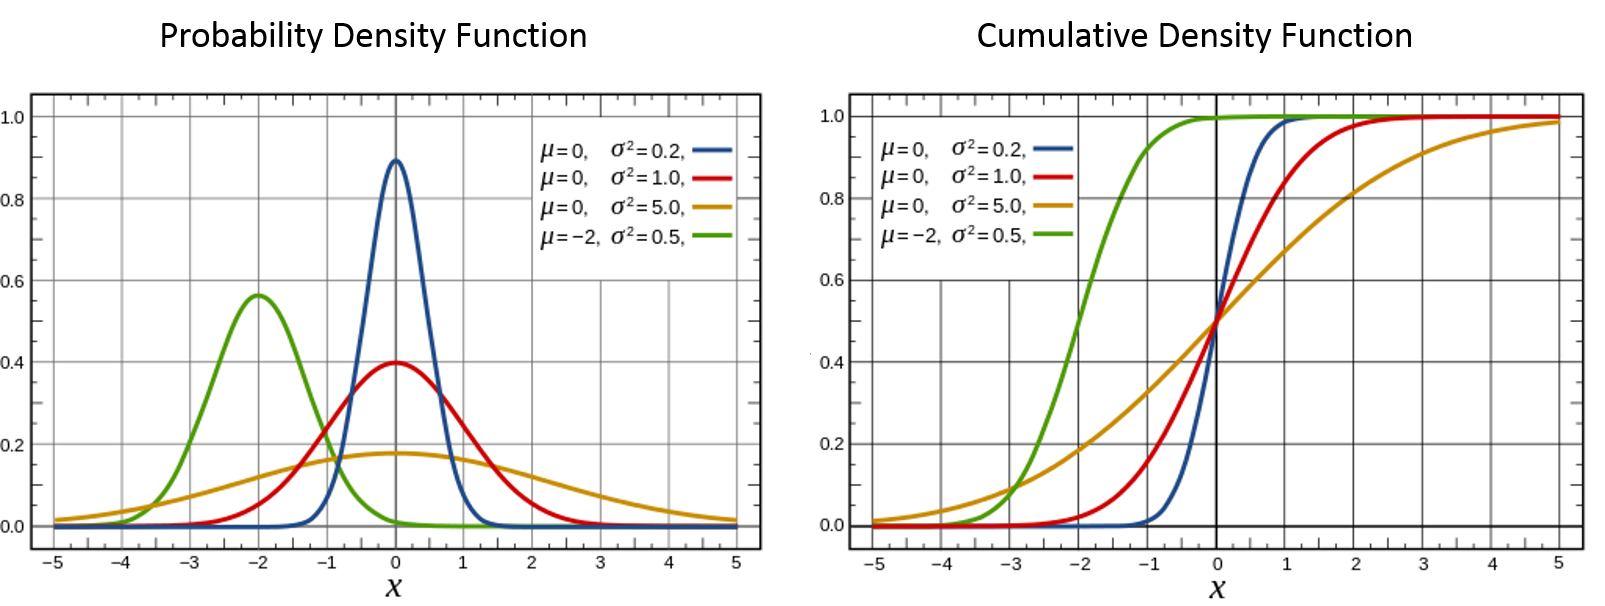 Probability Density Function
1.0
0.8
0.6
0.4
0.2
0.0
μ=0, σ²=0.2,
μ=0, σ²=1.0,
μ=0, σ²=5.0,
μ=−2, σ²=0.5,
−5 −4 −3 −2 −1 0 1 2 3 4 5
x
Cumulative Density Function
1.0
0.8
0.6
0.4
0.2
0.0
μ=0, σ²=0.2,
μ=0, σ²=1.0,
μ=0, σ²=5.0,
μ=−2, σ²=0.5,
−5 −4 −3 −2 −1 0 1 2 3 4 5
x